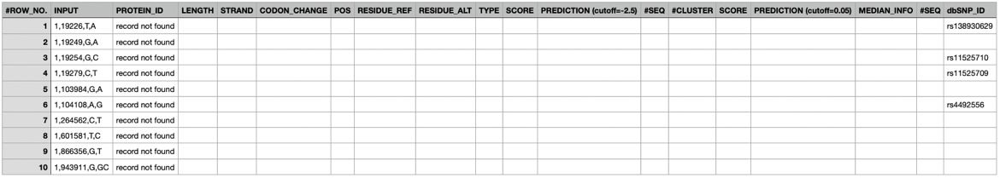 #ROW_NO. INPUT PROTEIN_ID LENGTH STRAND CODON_CHANGE POS RESIDUE_REF RESIDUE_ALT TYPE SCORE PREDICTION (cutoff=-2.5) #SEQ #CLUSTER SCORE PREDICTION (cutoff=0.05) MEDIAN_INFO #SEQ dbSNP_ID
1 1,19226,T,A record not found rs138930629
2 1,19249,G,A record not found
3 1,19254,G,C record not found rs11525710
4 1,19279,C,T record not found rs11525709
5 1,103984,G,A record not found
6 1,104108,A,G record not found rs4492556
7 1,264562,C,T record not found
8 1,601581,T,C record not found
9 1,866356,G,T record not found
10 1,943911,G,GC record not found